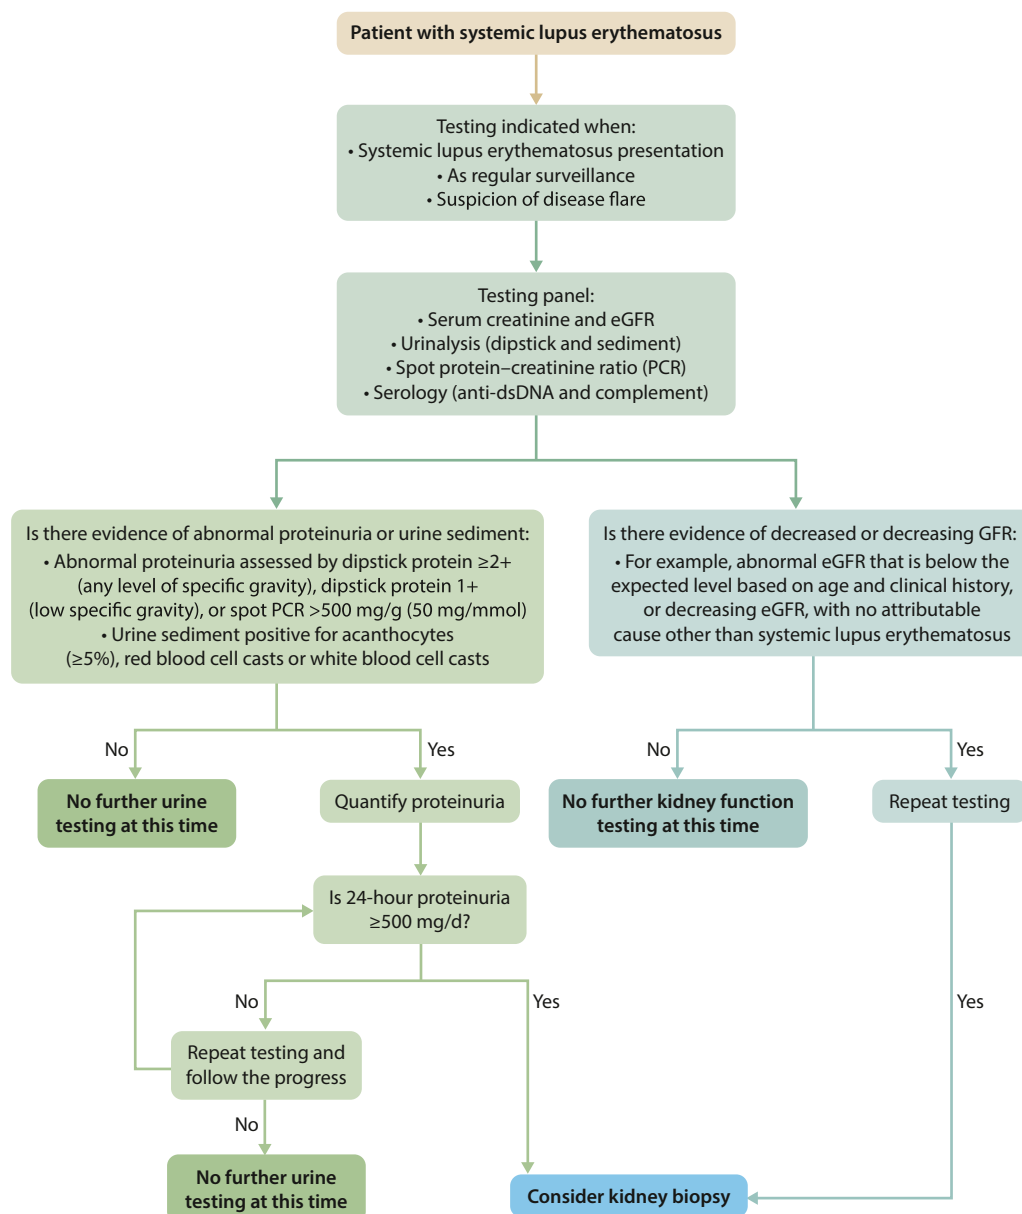 Patient with systemic lupus erythematosus
Testing indicated when:
• Systemic lupus erythematosus presentation
• As regular surveillance
• Suspicion of disease flare
Testing panel:
• Serum creatinine and eGFR
• Urinalysis (dipstick and sediment)
• Spot protein–creatinine ratio (PCR)
• Serology (anti-dsDNA and complement)
Is there evidence of abnormal proteinuria or urine sediment:
• Abnormal proteinuria assessed by dipstick protein ≥2+
(any level of specific gravity), dipstick protein 1+
(low specific gravity), or spot PCR >500 mg/g (50 mg/mmol)
• Urine sediment positive for acanthocytes
(≥5%), red blood cell casts or white blood cell casts
Is there evidence of decreased or decreasing GFR:
• For example, abnormal eGFR that is below the
expected level based on age and clinical history,
or decreasing eGFR, with no attributable
cause other than systemic lupus erythematosus
No
Yes
No
Yes
No further urine
testing at this time
Quantify proteinuria
No further kidney function
testing at this time
Repeat testing
Is 24-hour proteinuria
≥500 mg/d?
No
Yes
Yes
Repeat testing and
follow the progress
No
No further urine
testing at this time
Consider kidney biopsy